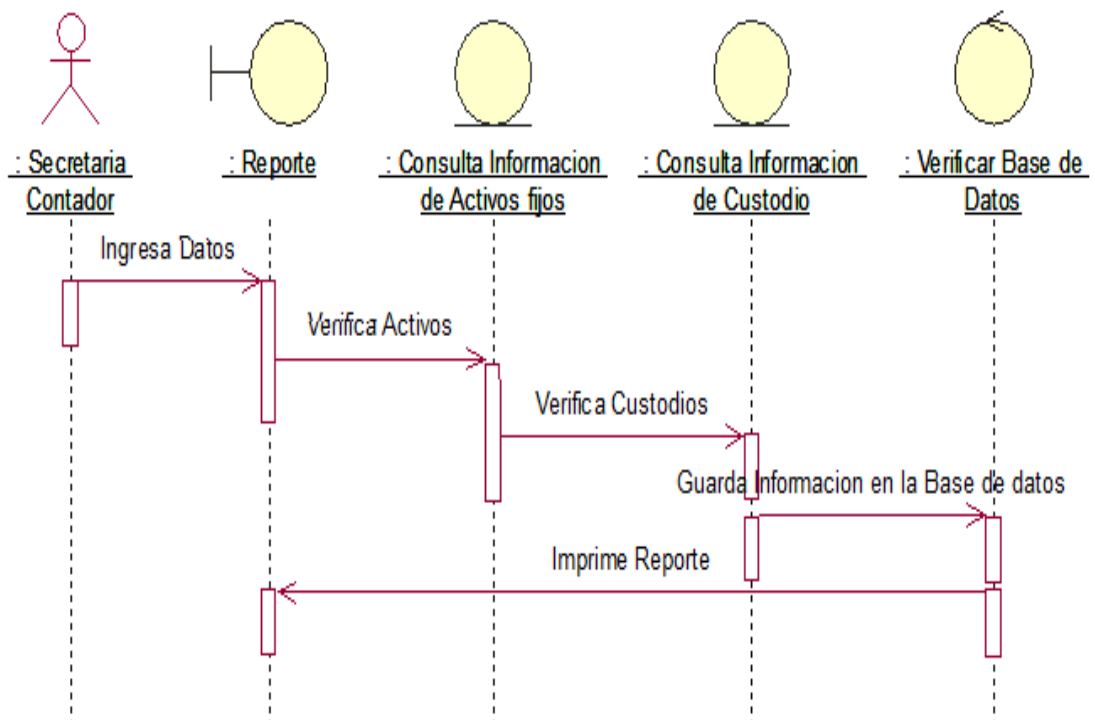 : Secretaria
Contador
: Reporte
: Consulta Informacion
de Activos fijos
: Consulta Informacion
de Custodio
: Verificar Base de
Datos
Ingresa Datos
Verifica Activos
Verifica Custodios
Guarda Informacion en la Base de datos
Imprime Reporte